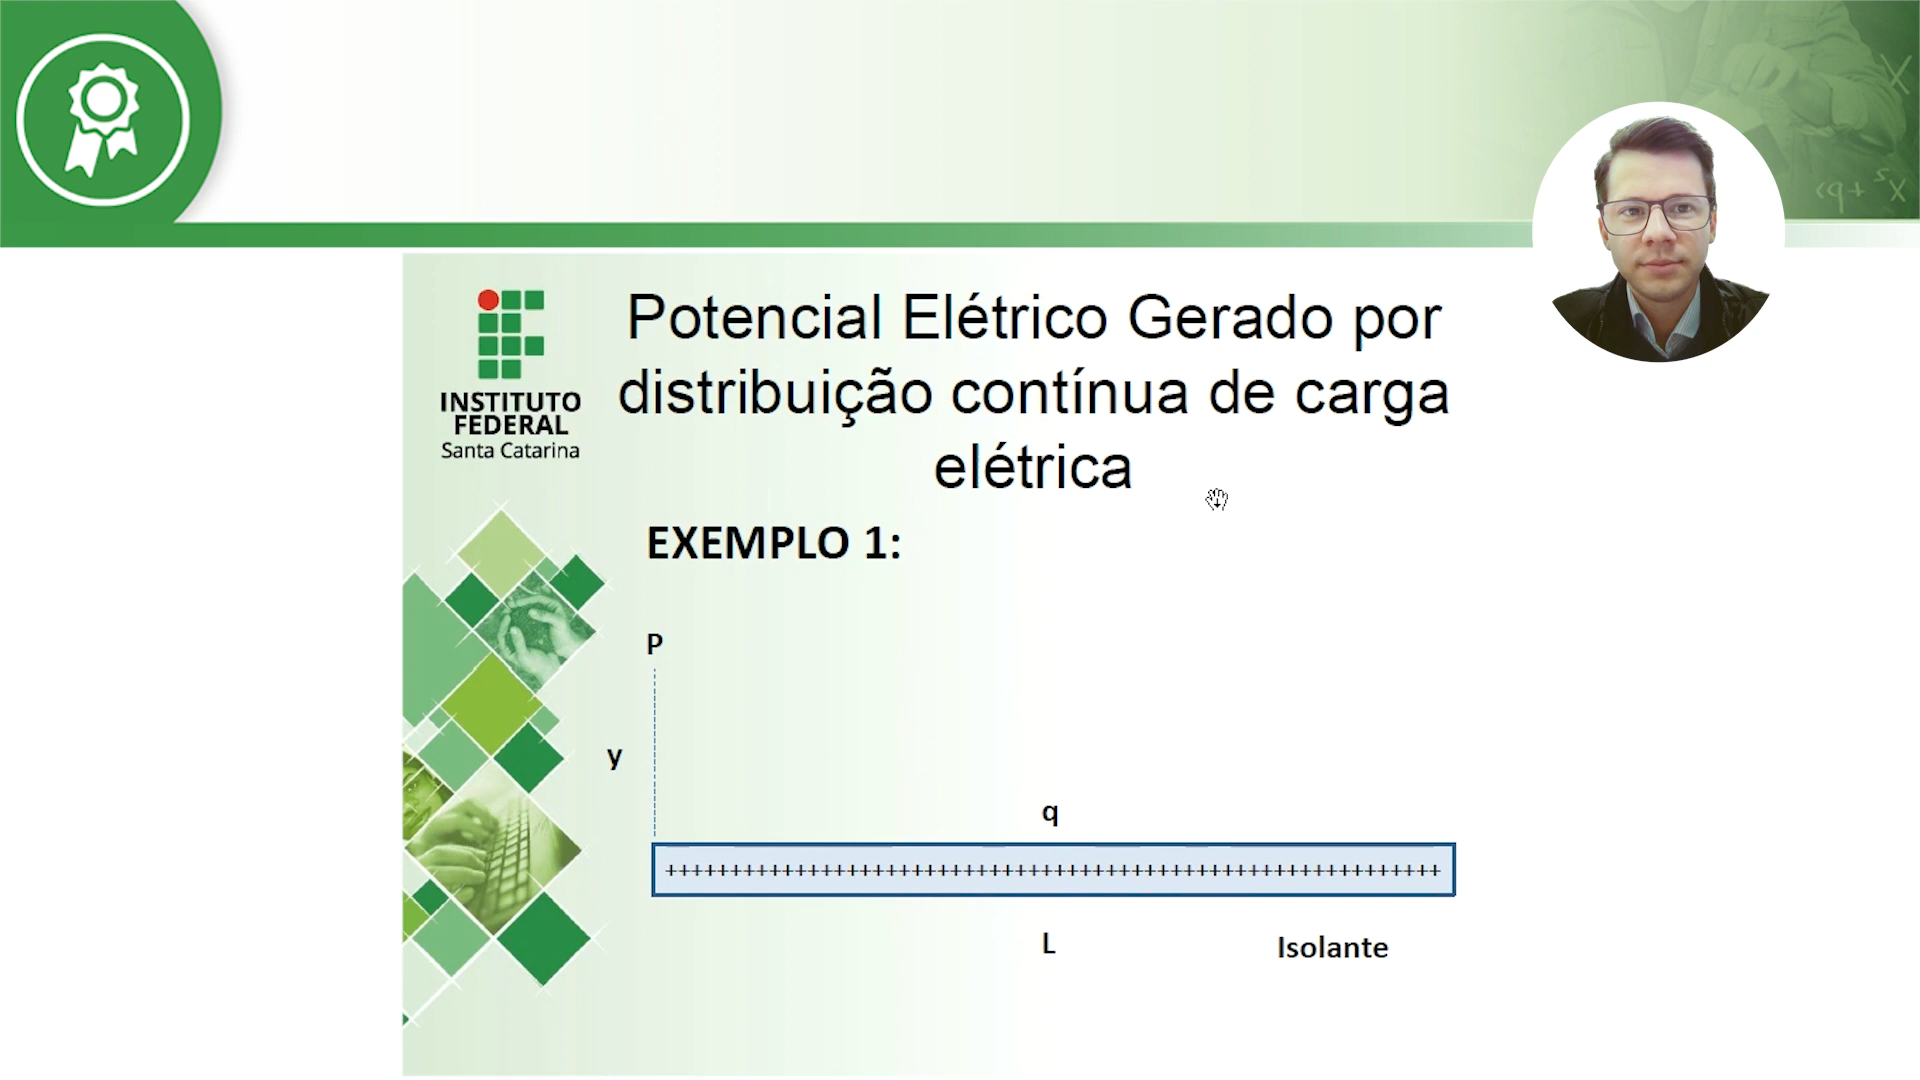 INSTITUTO
FEDERAL
Santa Catarina
Potencial Elétrico Gerado por
distribuição contínua de carga
elétrica
EXEMPLO 1:
P
y
q
+++++++++++++++++++++++++++++++++++++++++++++++++++++++++++++
L
Isolante